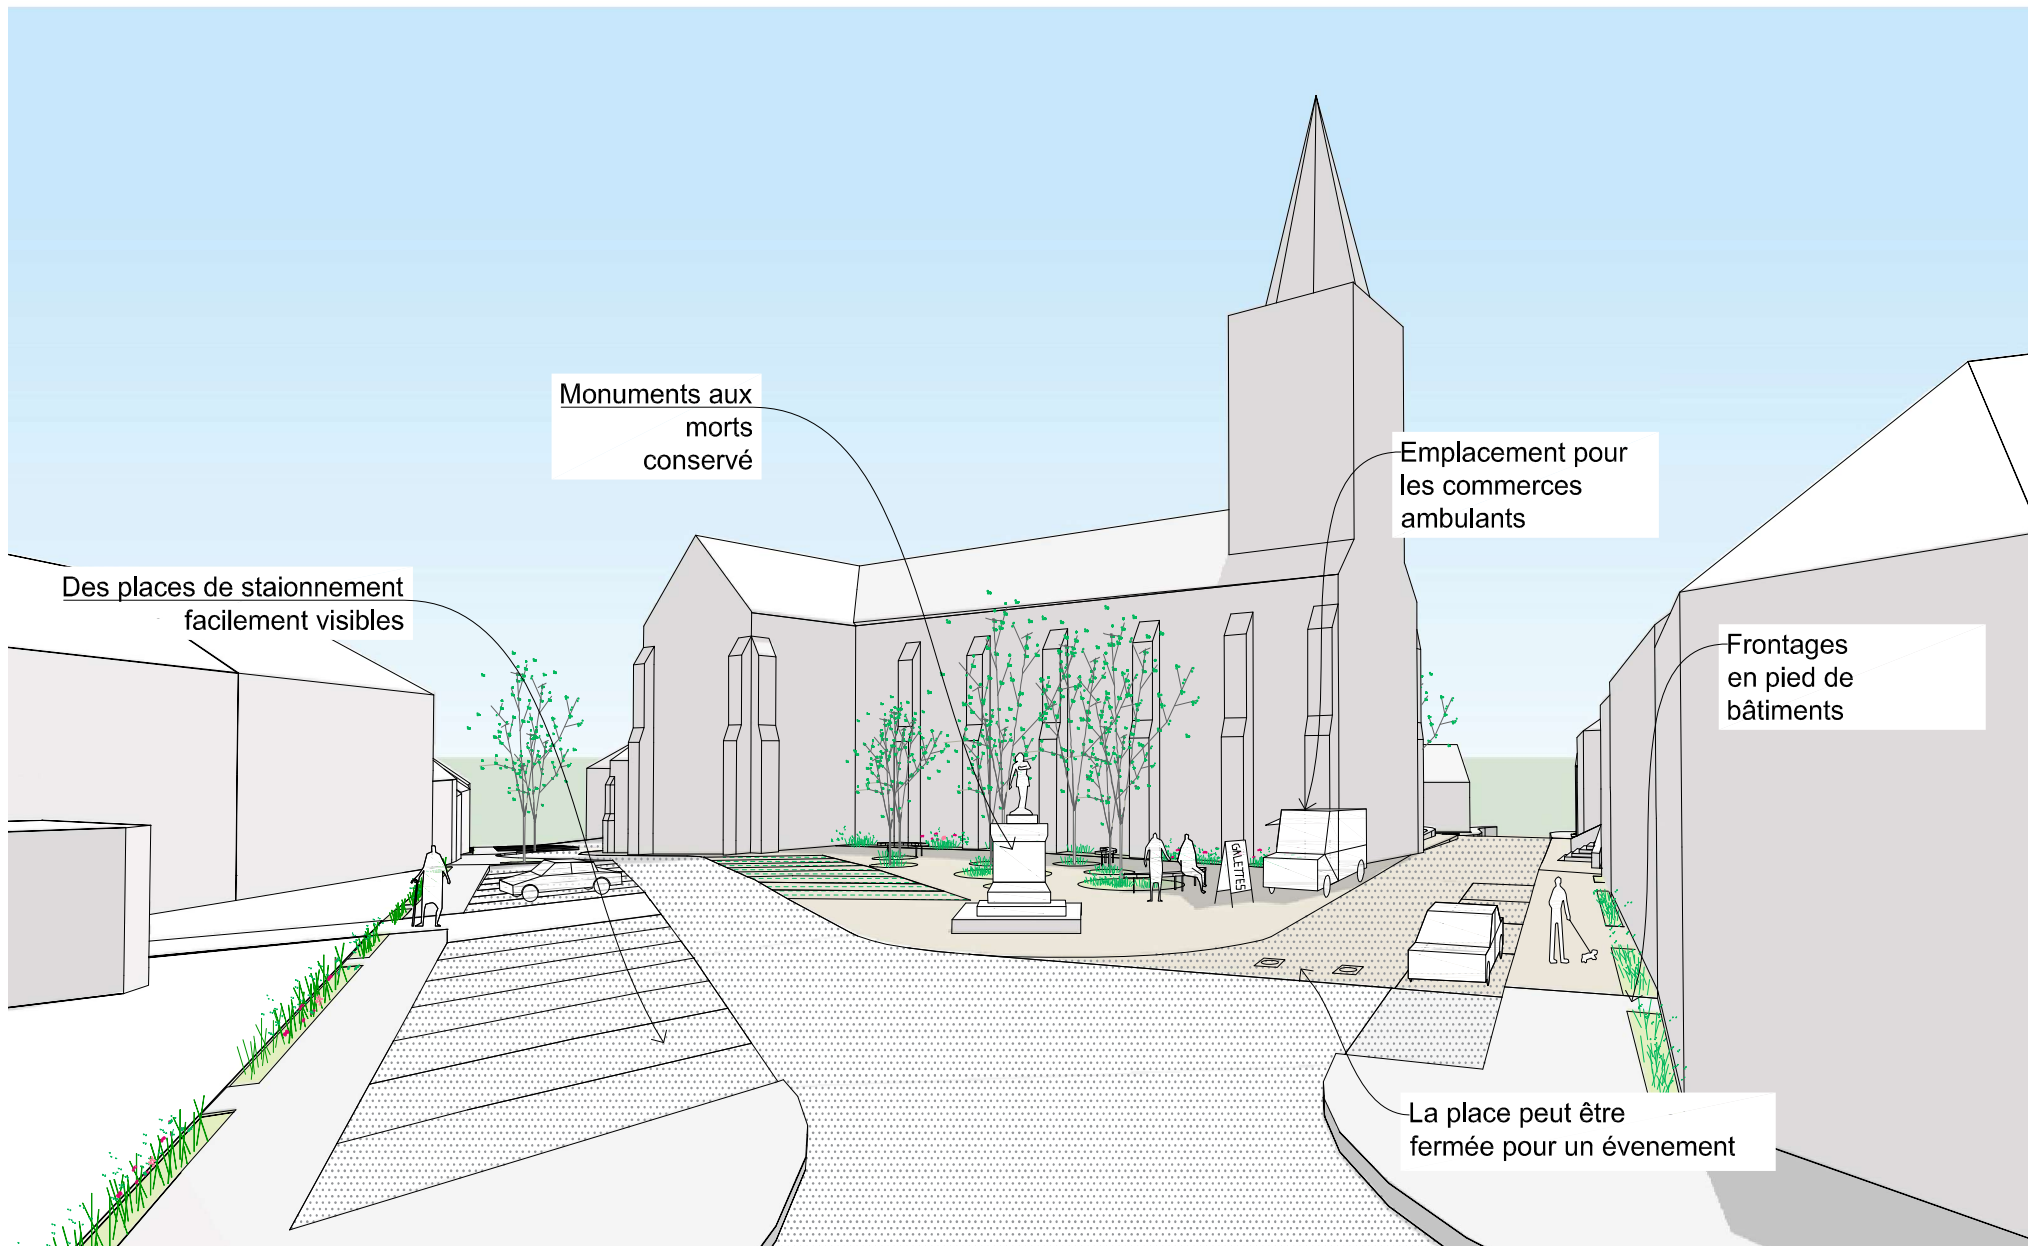 Monuments aux
morts
conservé
Emplacement pour
les commerces
ambulants
Des places de staionnement
facilement visibles
Frontages
en pied de
bâtiments
GALETTES
La place peut être
fermée pour un évenement